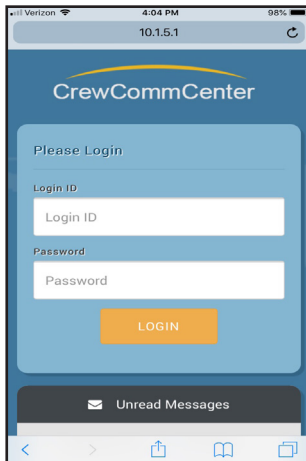 Verizon 4:04 PM 98%
10.1.5.1
CrewCommCenter
Please Login
Login ID
Login ID
Password
Password
LOGIN
Unread Messages